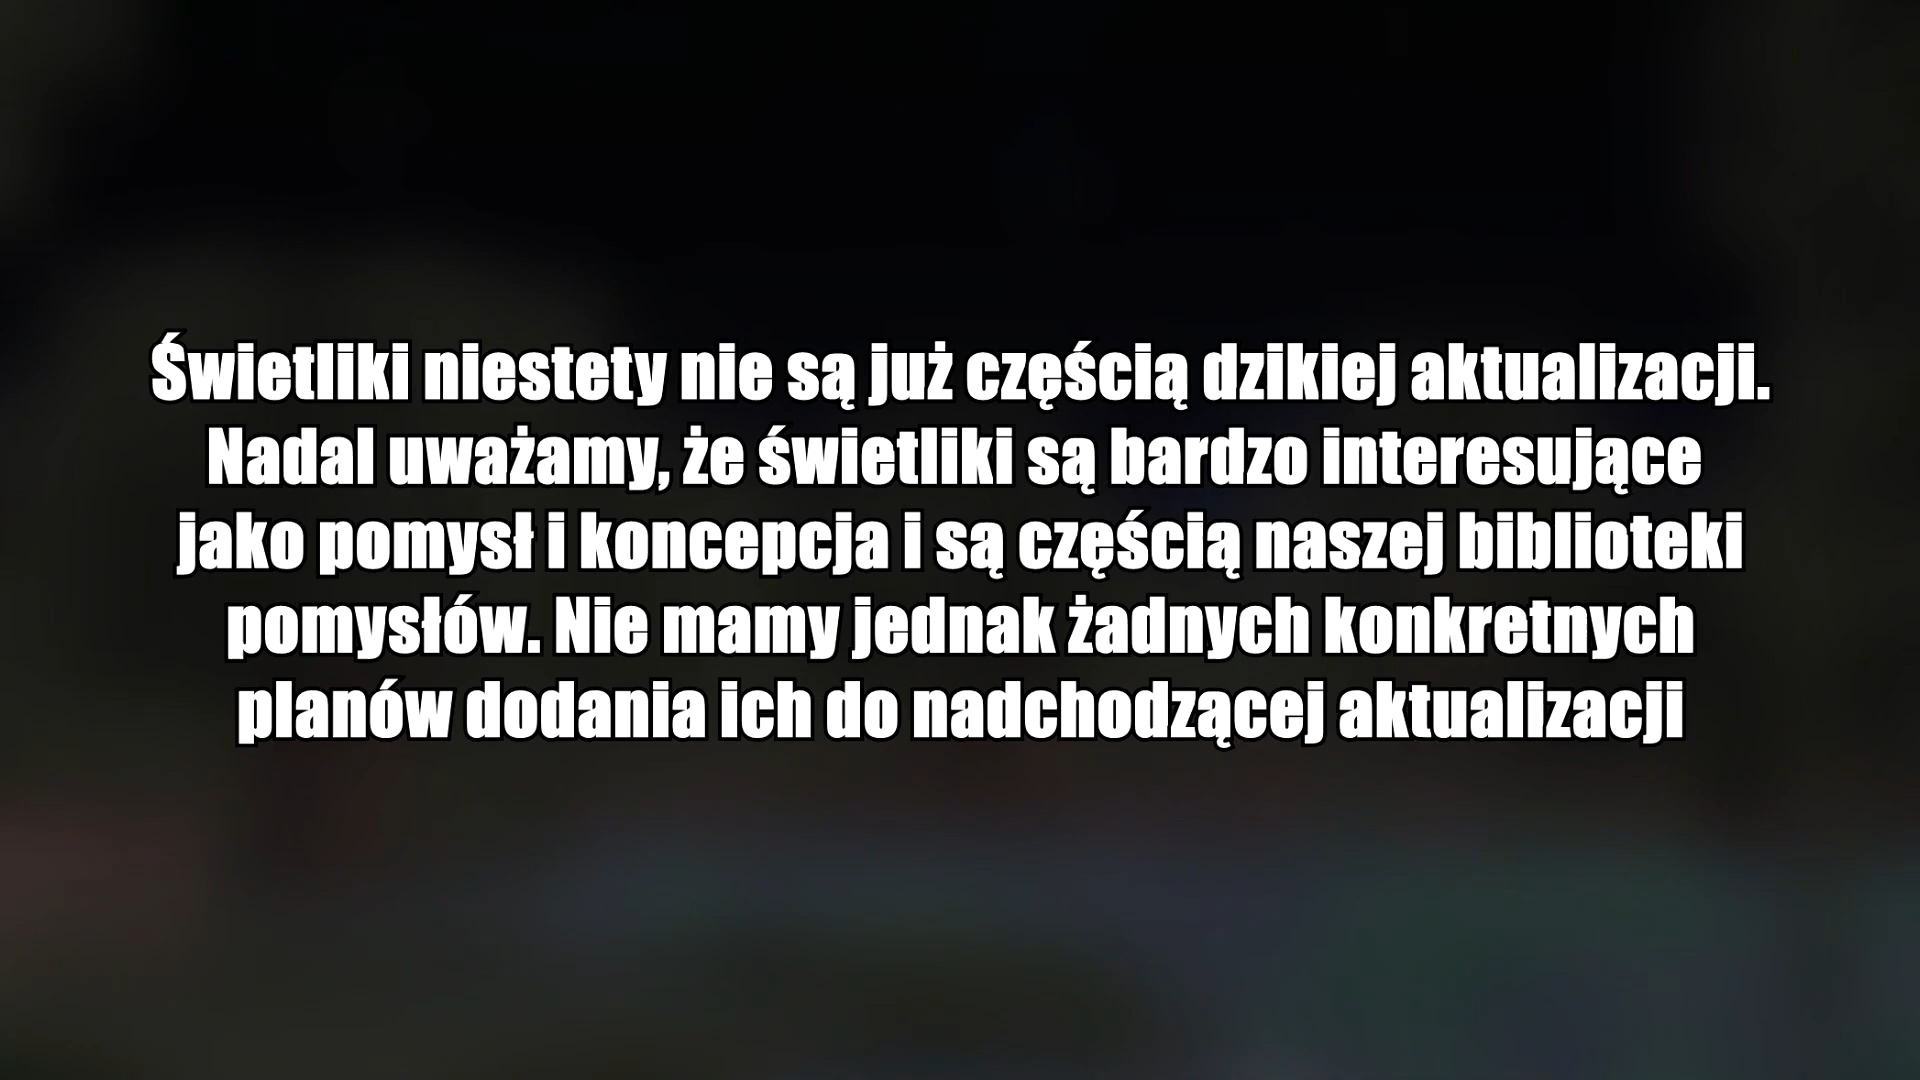 Świetliki niestety nie są już częścią dzikiej aktualizacji.
Nadal uważamy, że świetliki są bardzo interesujące
jako pomysł i koncepcja i są częścią naszej biblioteki
pomysłów. Nie mamy jednak żadnych konkretnych
planów dodania ich do nadchodzącej aktualizacji